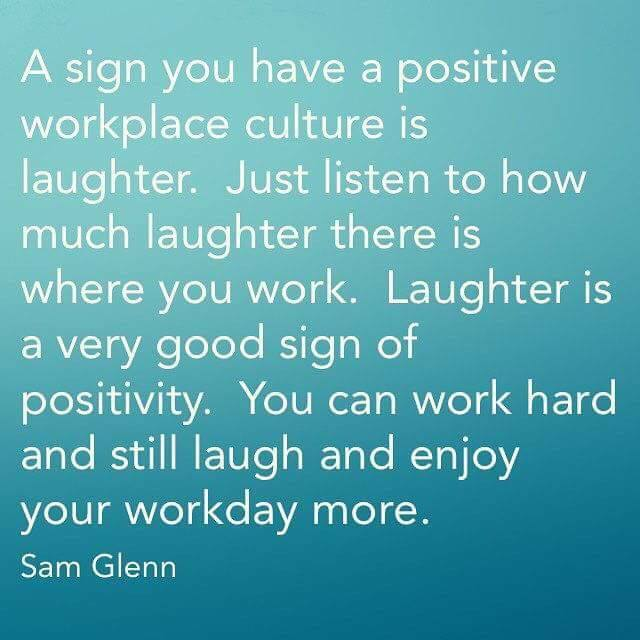 A sign you have a positive
workplace culture is
laughter.  Just listen to how
much laughter there is
where you work.  Laughter is
a very good sign of
positivity.  You can work hard
and still laugh and enjoy
your workday more.
Sam Glenn